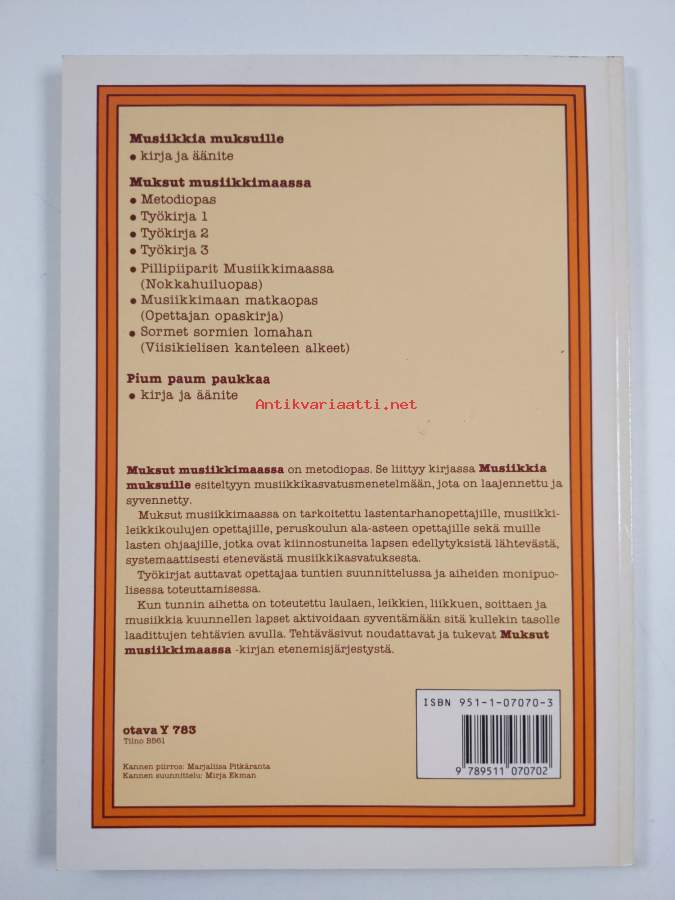 Musiikkia muksuille
• kirja ja äänite
Muksut musiikkimaassa
• Metodiopas
• Työkirja 1
• Työkirja 2
• Työkirja 3
• Pillipiiparit Musiikkimaassa
(Nokkahuiluopas)
• Musiikkimaan matkaopas
(Opettajan opaskirja)
• Sormet sormien lomahan
(Viisikielisen kanteleen alkeet)
Pium paum paukkaa
• kirja ja äänite
Antikvariaatti.net
Muksut musiikkimaassa on metodiopas. Se liittyy kirjassa Musiikkia
muksuille esiteltyyn musiikkikasvatusmenetelmään, jota on laajennettu ja
syvennetty.
Muksut musiikkimaassa on tarkoitettu lastentarhanopettajille, musiikki-
leikkikoulujen opettajille, peruskoulun ala-asteen opettajille sekä muille
lasten ohjaajille, jotka ovat kiinnostuneita lapsen edellytyksistä lähtevästä,
systemaattisesti etenevästä musiikkikasvatuksesta.
Työkirjat auttavat opettajaa tuntien suunnittelussa ja aiheiden monipuo-
lisessa toteuttamisessa.
Kun tunnin aihetta on toteutettu laulaen, leikkien, liikkuen, soittaen ja
musiikkia kuunnellen lapset aktivoidaan syventämään sitä kullekin tasolle
laadittujen tehtävien avulla. Tehtäväsivut noudattavat ja tukevat Muksut
musiikkimaassa -kirjan etenemisjärjestystä.
ISBN 951-1-07070-3
otava Y 783
Tiino B561
Kannen piirros: Marjaliisa Pitkäranta
Kannen suunnittelu: Mirja Ekman
9 789511 070702